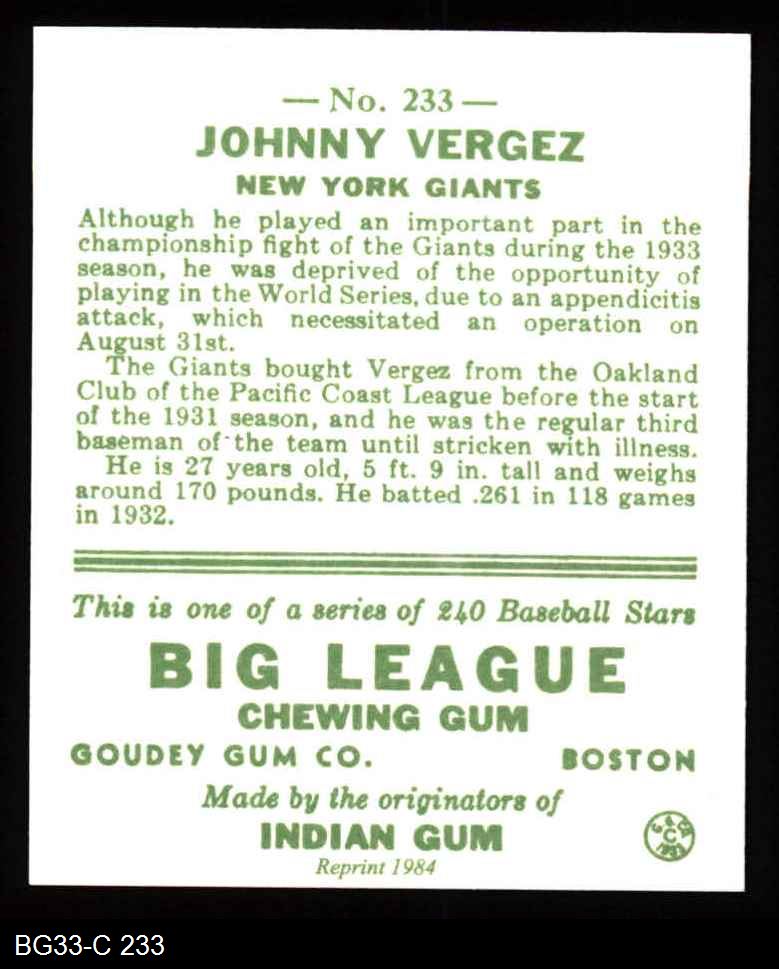 — No. 233 —
JOHNNY VERGEZ
NEW YORK GIANTS
Although he played an important part in the
championship fight of the Giants during the 1933
season, he was deprived of the opportunity of
playing in the World Series, due to an appendicitis
attack, which necessitated an operation on
August 31st.
The Giants bought Vergez from the Oakland
Club of the Pacific Coast League before the start
of the 1931 season, and he was the regular third
baseman of the team until stricken with illness.
He is 27 years old, 5 ft. 9 in. tall and weighs
around 170 pounds. He batted .261 in 118 games
in 1932.
This is one of a series of 240 Baseball Stars
BIG LEAGUE
CHEWING GUM
GOUDEY GUM CO. BOSTON
Made by the originators of
INDIAN GUM
Reprint 1984
BG33-C 233